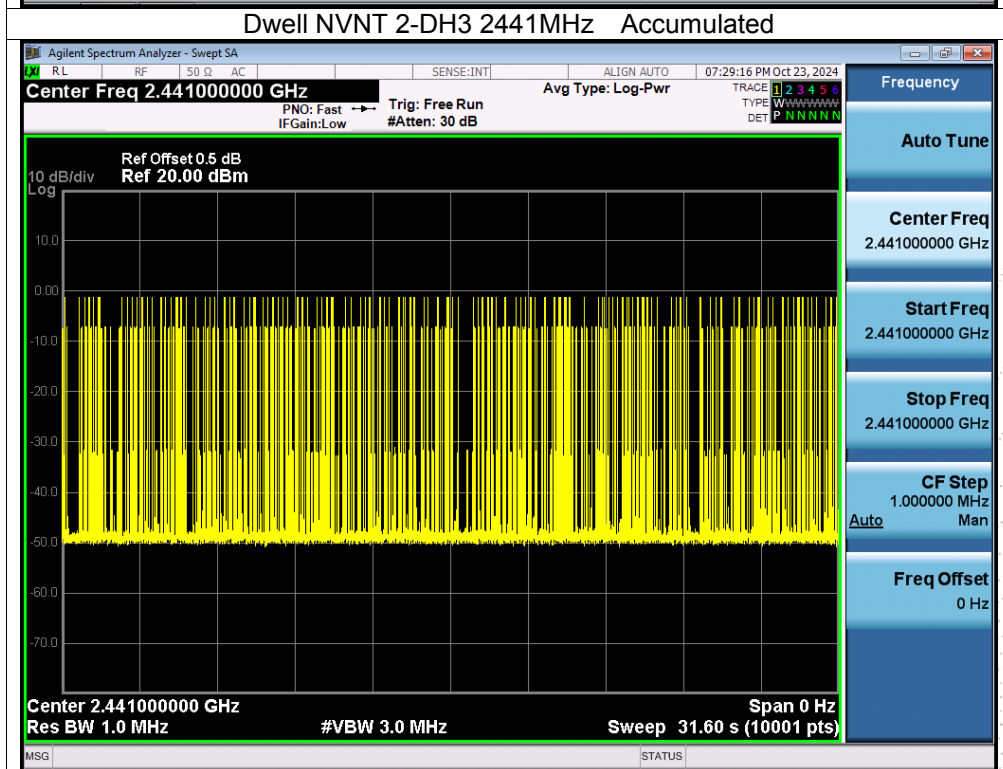 Dwell NVNT 2-DH3 2441MHz Accumulated
Agilent Spectrum Analyzer - Swept SA
LXI RL RF 50 Ω AC SENSE:INT ALIGN AUTO 07:29:16 PM Oct 23, 2024
Center Freq 2.441000000 GHz
PNO: Fast
IFGain:Low
Trig: Free Run
#Atten: 30 dB
Avg Type: Log-Pwr
TRACE 1 2 3 4 5 6
TYPE WWWWWWW
DET P N N N N N
Ref Offset 0.5 dB
10 dB/div Ref 20.00 dBm
Log
10.0
0.00
-10.0
-20.0
-30.0
-40.0
-50.0
-60.0
-70.0
Center 2.441000000 GHz Span 0 Hz
Res BW 1.0 MHz #VBW 3.0 MHz Sweep 31.60 s (10001 pts)
MSG STATUS
Frequency
Auto Tune
Center Freq
2.441000000 GHz
Start Freq
2.441000000 GHz
Stop Freq
2.441000000 GHz
CF Step
1.000000 MHz
Auto Man
Freq Offset
0 Hz